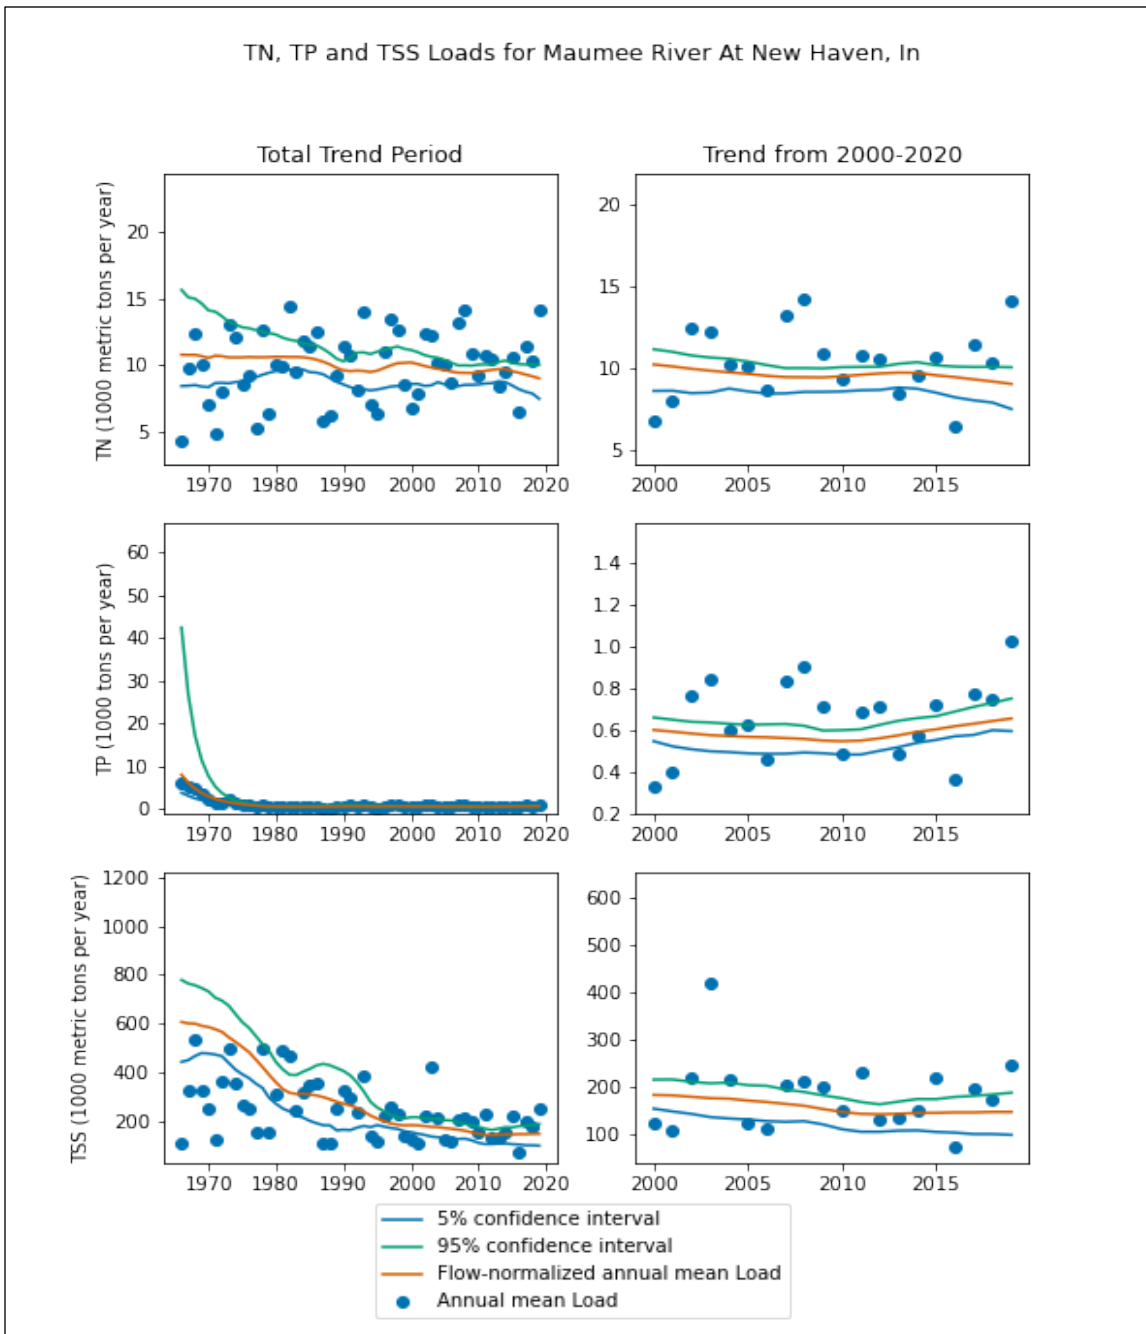 TN, TP and TSS Loads for Maumee River At New Haven, In
Total Trend Period
Trend from 2000-2020
TN (1000 metric tons per year)
20
15
10
5
1970 1980 1990 2000 2010 2020
20
15
10
5
2000 2005 2010 2015
TP (1000 tons per year)
60
50
40
30
20
10
0
1970 1980 1990 2000 2010 2020
1.4
1.2
1.0
0.8
0.6
0.4
0.2
2000 2005 2010 2015
TSS (1000 metric tons per year)
1200
1000
800
600
400
200
1970 1980 1990 2000 2010 2020
600
500
400
300
200
100
2000 2005 2010 2015
5% confidence interval
95% confidence interval
Flow-normalized annual mean Load
Annual mean Load